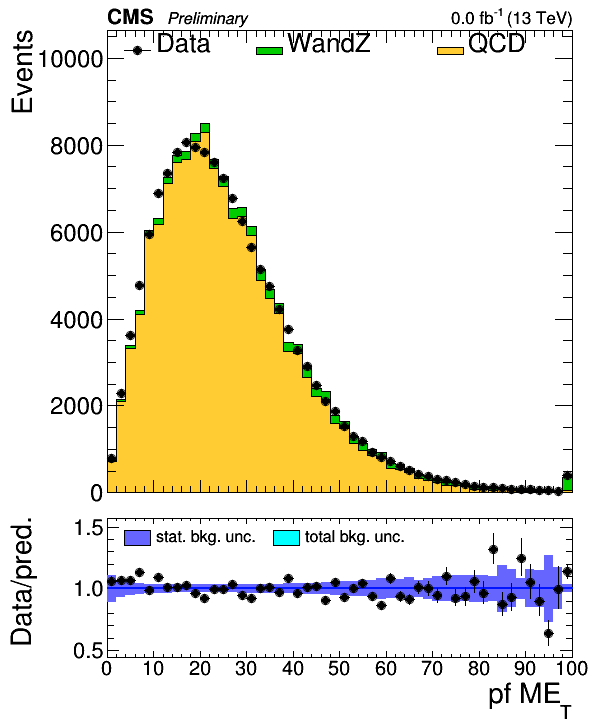 CMS Preliminary 0.0 fb⁻¹ (13 TeV)
Data WandZ QCD
Events
10000
8000
6000
4000
2000
0
stat. bkg. unc. total bkg. unc.
Data/pred.
1.5
1.0
0.5
0 10 20 30 40 50 60 70 80 90 100
pf ME_T